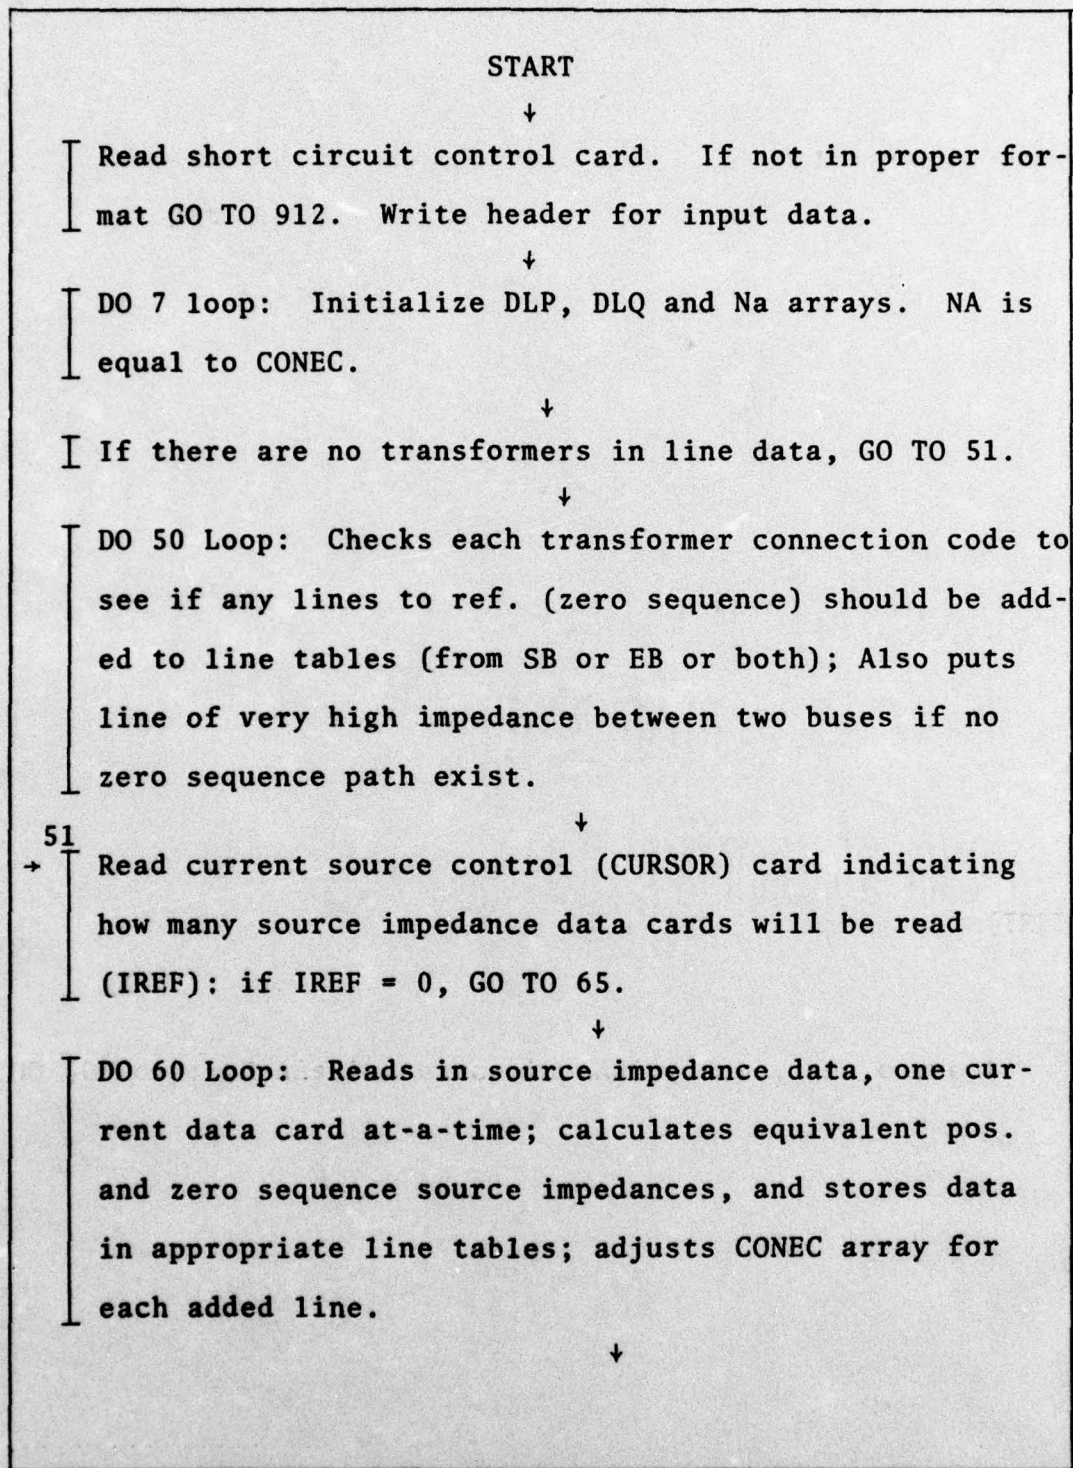 START
↓
Read short circuit control card. If not in proper for-
mat GO TO 912. Write header for input data.
↓
DO 7 loop: Initialize DLP, DLQ and Na arrays. NA is
equal to CONEC.
↓
If there are no transformers in line data, GO TO 51.
↓
DO 50 Loop: Checks each transformer connection code to
see if any lines to ref. (zero sequence) should be add-
ed to line tables (from SB or EB or both); Also puts
line of very high impedance between two buses if no
zero sequence path exist.
↓
51
→ Read current source control (CURSOR) card indicating
how many source impedance data cards will be read
(IREF): if IREF = 0, GO TO 65.
↓
DO 60 Loop: Reads in source impedance data, one cur-
rent data card at-a-time; calculates equivalent pos.
and zero sequence source impedances, and stores data
in appropriate line tables; adjusts CONEC array for
each added line.
↓